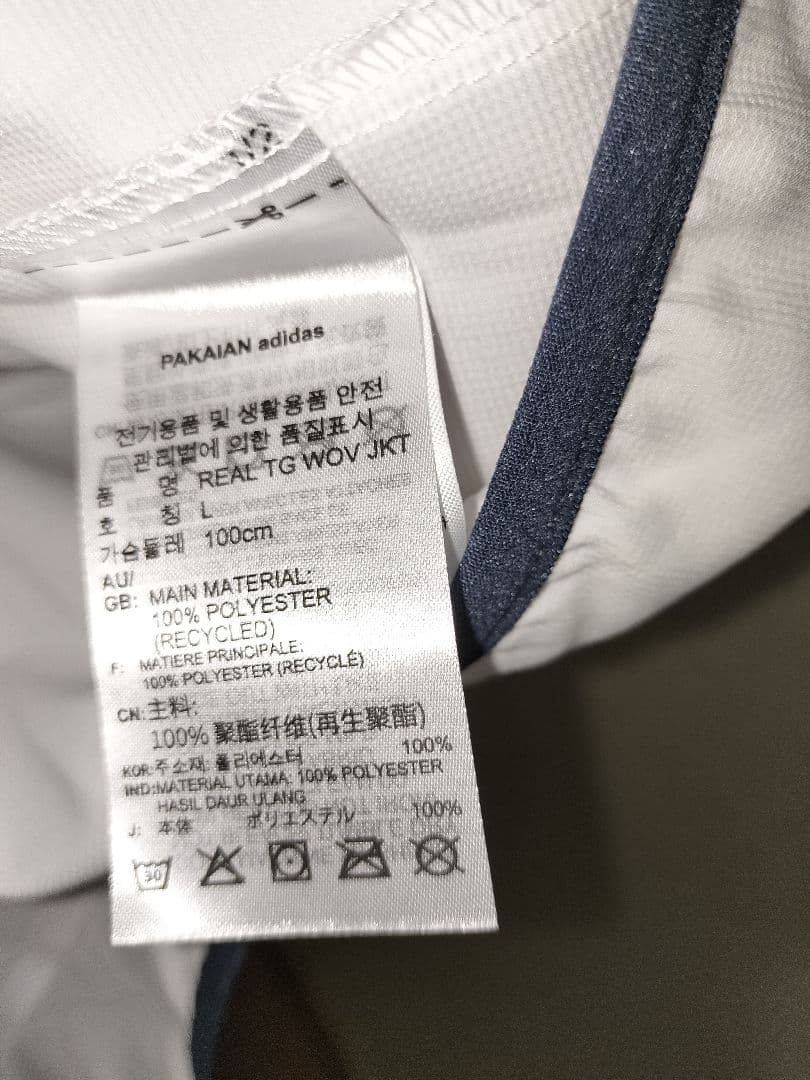 PAKAIAN adidas
전기용품 및 생활용품 안전
관리법에 의한 품질표시
품 명 REAL TG WOV JKT
호 칭 L
가슴둘레 100cm
AU/
GB: MAIN MATERIAL:
100% POLYESTER
(RECYCLED)
F: MATIERE PRINCIPALE:
100% POLYESTER (RECYCLÉ)
CN:主料:
100% 聚酯纤维(再生聚酯)
KOR:주소재: 폴리에스터 100%
IND:MATERIAL UTAMA: 100% POLYESTER
HASIL DAUR ULANG
J: 本体 ポリエステル 100%
30